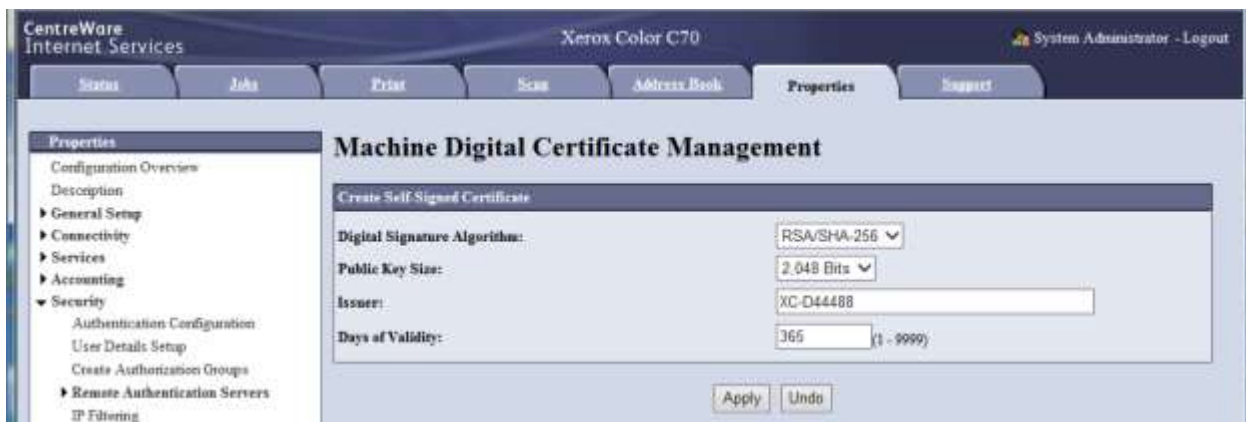 CentreWare
Internet Services
Xerox Color C70
System Administrator - Logout
Status Jobs Print Scan Address Book Properties Support
Properties
Configuration Overview
Description
General Setup
Connectivity
Services
Accounting
Security
Authentication Configuration
User Details Setup
Create Authorization Groups
Remote Authentication Servers
IP Filtering
Machine Digital Certificate Management
Create Self-Signed Certificate
Digital Signature Algorithm: RSA/SHA-256
Public Key Size: 2,048 Bits
Issuer: XC-D44488
Days of Validity: 365 (1 - 9999)
Apply Undo